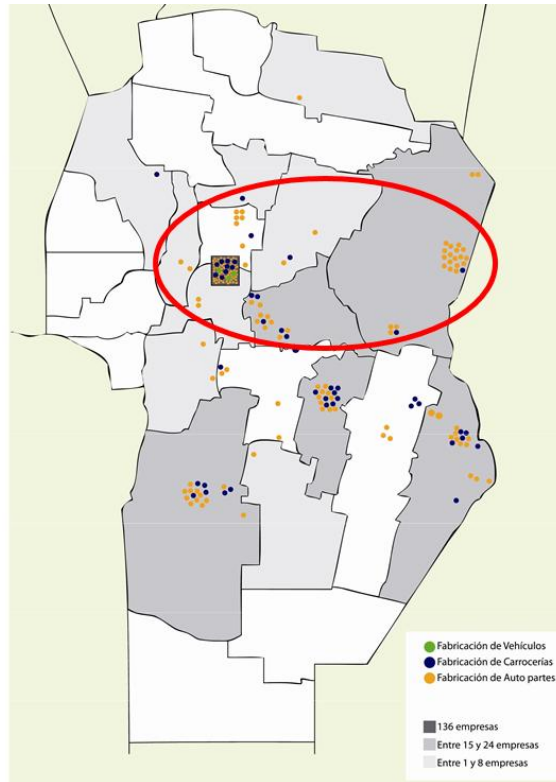 Fabricación de Vehículos
Fabricación de Carrocerías
Fabricación de Auto partes
136 empresas
Entre 15 y 24 empresas
Entre 1 y 8 empresas